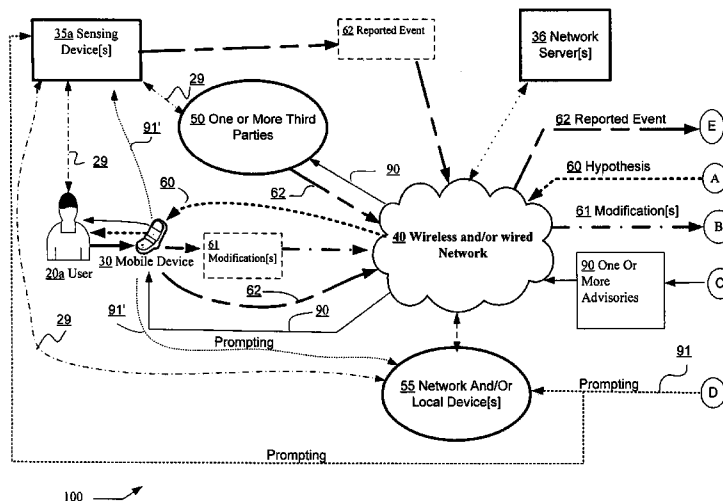 35a Sensing
Device[s]
62 Reported Event
36 Network
Server[s]
29
50 One or More Third
Parties
62 Reported Event
E
91'
29
90
60 Hypothesis
A
60
62
61 Modification[s]
B
40 Wireless and/or wired
Network
61
Modification[s]
20a User
30 Mobile Device
90 One Or
More
Advisories
C
62
90
29
91'
Prompting
91
Prompting
D
55 Network And/Or
Local Device[s]
Prompting
100